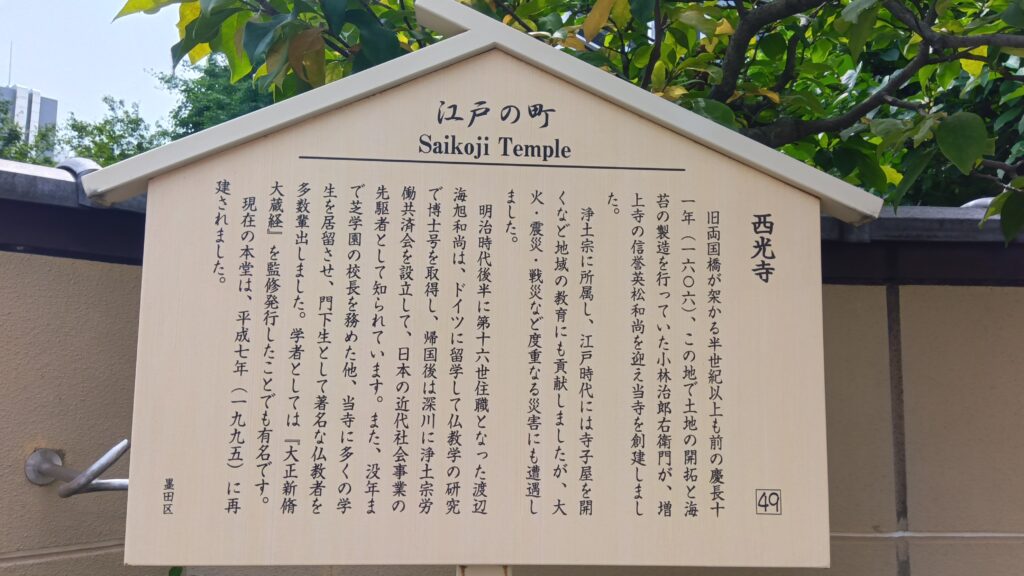 江戸の町
Saikoji Temple
西光寺
旧両国橋が架かる半世紀以上も前の慶長十
一年（一六〇六）、この地で土地の開拓と海
苔の製造を行っていた小林治郎右衛門が、増
上寺の信誉英松和尚を迎え当寺を創建しまし
た。
浄土宗に所属し、江戸時代には寺子屋を開
くなど地域の教育にも貢献しましたが、大
火・震災・戦災など度重なる災害にも遭遇し
ました。
明治時代後半に第十六世住職となった渡辺
海旭和尚は、ドイツに留学して仏教学の研究
で博士号を取得し、帰国後は深川に浄土宗労
働共済会を設立して、日本の近代社会事業の
先駆者として知られています。また、没年ま
で芝学園の校長を務めた他、当寺に多くの学
生を居留させ、門下生として著名な仏教者を
多数輩出しました。学者としては『大正新脩
大蔵経』を監修発行したことでも有名です。
現在の本堂は、平成七年（一九九五）に再
建されました。
49
墨田区